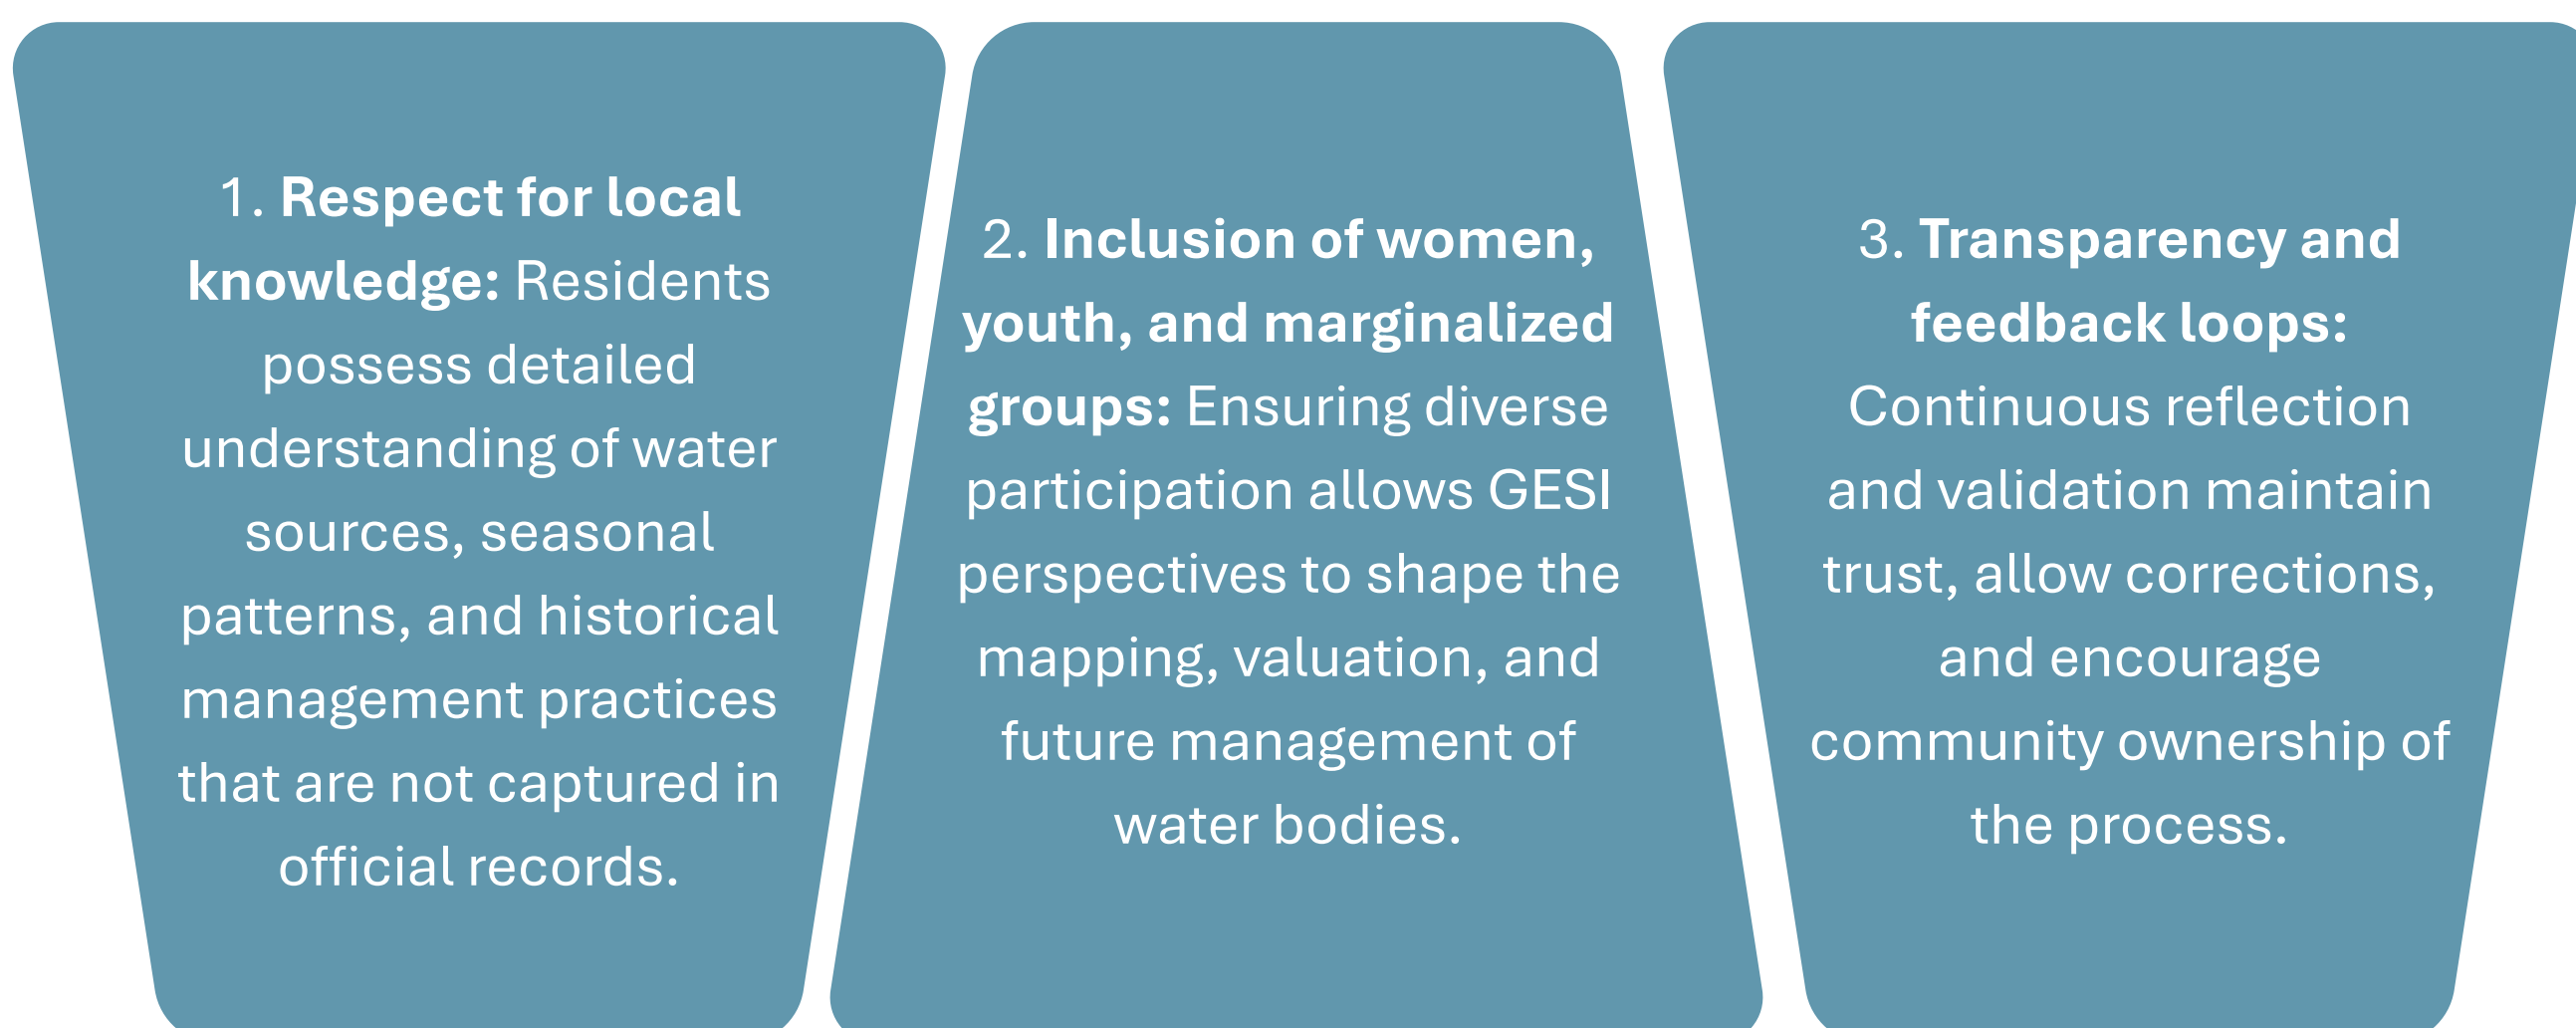 1. Respect for local
knowledge: Residents
possess detailed
understanding of water
sources, seasonal
patterns, and historical
management practices
that are not captured in
official records.
2. Inclusion of women,
youth, and marginalized
groups: Ensuring diverse
participation allows GESI
perspectives to shape the
mapping, valuation, and
future management of
water bodies.
3. Transparency and
feedback loops:
Continuous reflection
and validation maintain
trust, allow corrections,
and encourage
community ownership of
the process.